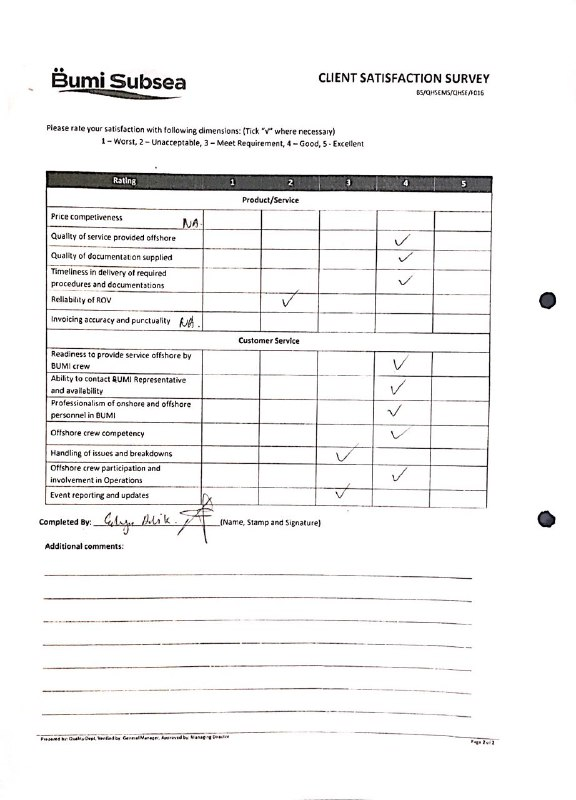 Bumi Subsea
CLIENT SATISFACTION SURVEY
BS/QHSEMS/QHSE/F016
Please rate your satisfaction with following dimensions: (Tick "√" where necessary)
1 – Worst, 2 – Unacceptable, 3 – Meet Requirement, 4 – Good, 5 - Excellent
Rating 1 2 3 4 5
Product/Service
Price competiveness NA.
Quality of service provided offshore ✓
Quality of documentation supplied ✓
Timeliness in delivery of required
procedures and documentations ✓
Reliability of ROV ✓
Invoicing accuracy and punctuality NA.
Customer Service
Readiness to provide service offshore by
BUMI crew ✓
Ability to contact BUMI Representative
and availability ✓
Professionalism of onshore and offshore
personnel in BUMI ✓
Offshore crew competency ✓
Handling of issues and breakdowns ✓
Offshore crew participation and
involvement in Operations ✓
Event reporting and updates ✓
Completed By: (Name, Stamp and Signature)
Additional comments:
Prepared by: Quality Dept, Verified by: General Manager, Approved by: Managing Director
Page 2 of 2